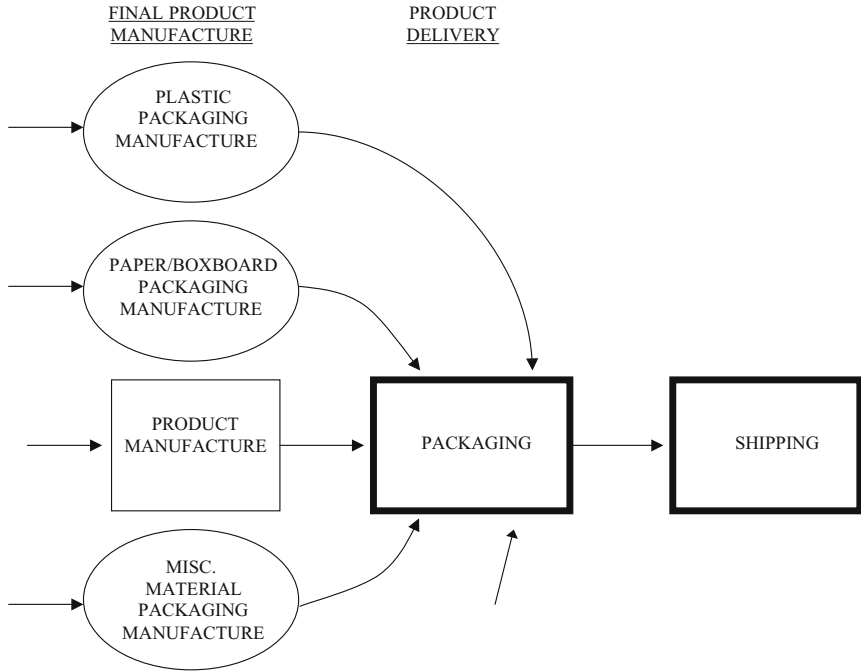 FINAL PRODUCT
MANUFACTURE
PRODUCT
DELIVERY
PLASTIC
PACKAGING
MANUFACTURE
PAPER/BOXBOARD
PACKAGING
MANUFACTURE
PRODUCT
MANUFACTURE
PACKAGING
SHIPPING
MISC.
MATERIAL
PACKAGING
MANUFACTURE